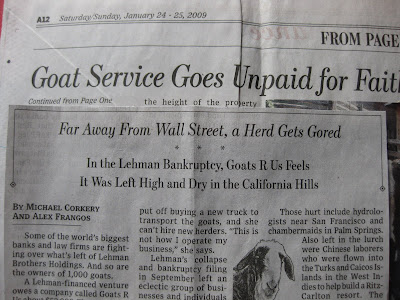 A12 Saturday/Sunday, January 24 - 25, 2009
FROM PAGE
Goat Service Goes Unpaid for Fait
Continued from Page One
the height of the property
Far Away From Wall Street, a Herd Gets Gored
* * *
In the Lehman Bankruptcy, Goats R Us Feels
It Was Left High and Dry in the California Hills
BY MICHAEL CORKERY
AND ALEX FRANGOS
Some of the world's biggest
banks and law firms are fight-
ing over what's left of Lehman
Brothers Holdings. And so are
the owners of 1,000 goats.
A Lehman-financed venture
owes a company called Goats R
put off buying a new truck to
transport the goats, and she
can't hire new herders. "This is
not how I operate my
business," she says.
Lehman's collapse
and bankruptcy filing
in September left an
eclectic group of busi-
nesses and individuals
Those hurt include hydrolo-
gists near San Francisco and
chambermaids in Palm Springs.
Also left in the lurch
were Chinese laborers
who were flown into
the Turks and Caicos Is-
lands in the West In-
dies to help build a Ritz-
Carlton resort. The